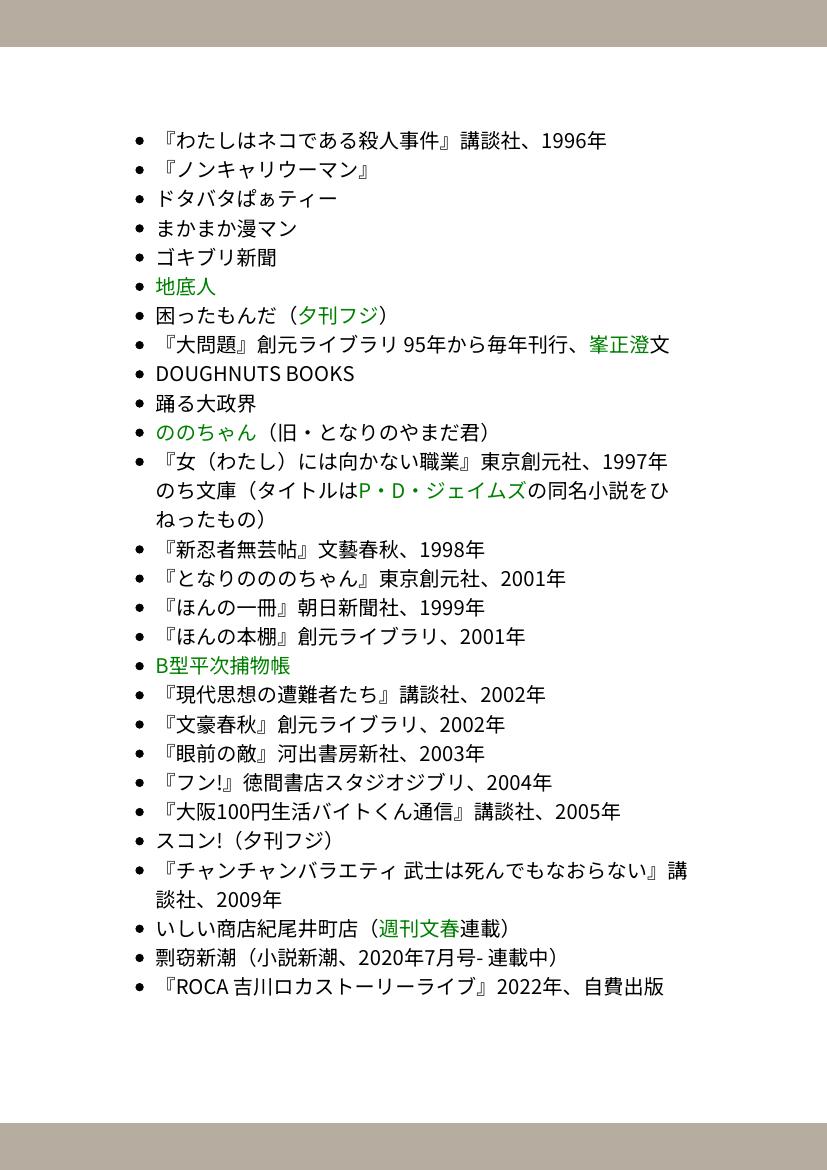 • 『わたしはネコである殺人事件』講談社、1996年
• 『ノンキャリウーマン』
• ドタバタぱぁティー
• まかまか漫マン
• ゴキブリ新聞
• 地底人
• 困ったもんだ（夕刊フジ）
• 『大問題』創元ライブラリ 95年から毎年刊行、峯正澄文
• DOUGHNUTS BOOKS
• 踊る大政界
• ののちゃん（旧・となりのやまだ君）
• 『女（わたし）には向かない職業』東京創元社、1997年
のち文庫（タイトルはP・D・ジェイムズの同名小説をひ
ねったもの）
• 『新忍者無芸帖』文藝春秋、1998年
• 『となりのののちゃん』東京創元社、2001年
• 『ほんの一冊』朝日新聞社、1999年
• 『ほんの本棚』創元ライブラリ、2001年
• B型平次捕物帳
• 『現代思想の遭難者たち』講談社、2002年
• 『文豪春秋』創元ライブラリ、2002年
• 『眼前の敵』河出書房新社、2003年
• 『フン!』徳間書店スタジオジブリ、2004年
• 『大阪100円生活バイトくん通信』講談社、2005年
• スコン!（夕刊フジ）
• 『チャンチャンバラエティ 武士は死んでもなおらない』講
談社、2009年
• いしい商店紀尾井町店（週刊文春連載）
• 剽窃新潮（小説新潮、2020年7月号- 連載中）
• 『ROCA 吉川ロカストーリーライブ』2022年、自費出版